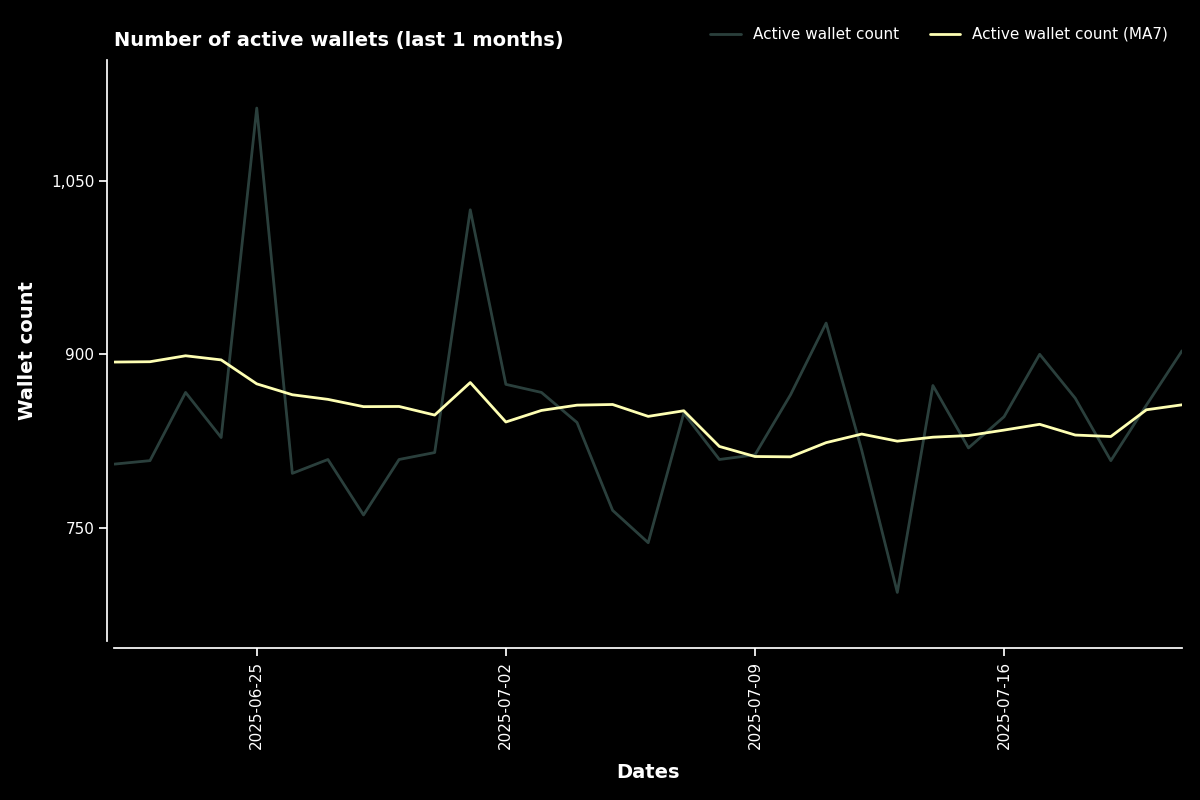 Number of active wallets (last 1 months)
Active wallet count
Active wallet count (MA7)
Wallet count
1,050
900
750
2025-06-25
2025-07-02
2025-07-09
2025-07-16
Dates